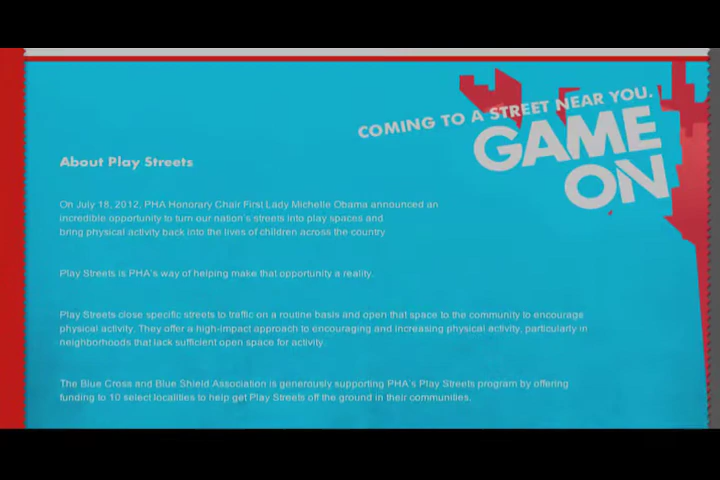 COMING TO A STREET NEAR YOU.
GAME
ON
About Play Streets
On July 18, 2012, PHA Honorary Chair First Lady Michelle Obama announced an
incredible opportunity to turn our nation's streets into play spaces and
bring physical activity back into the lives of children across the country
Play Streets is PHA's way of helping make that opportunity a reality.
Play Streets close specific streets to traffic on a routine basis and open that space to the community to encourage
physical activity. They offer a high-impact approach to encouraging and increasing physical activity, particularly in
neighborhoods that lack sufficient open space for activity.
The Blue Cross and Blue Shield Association is generously supporting PHA's Play Streets program by offering
funding to 10 select localities to help get Play Streets off the ground in their communities.